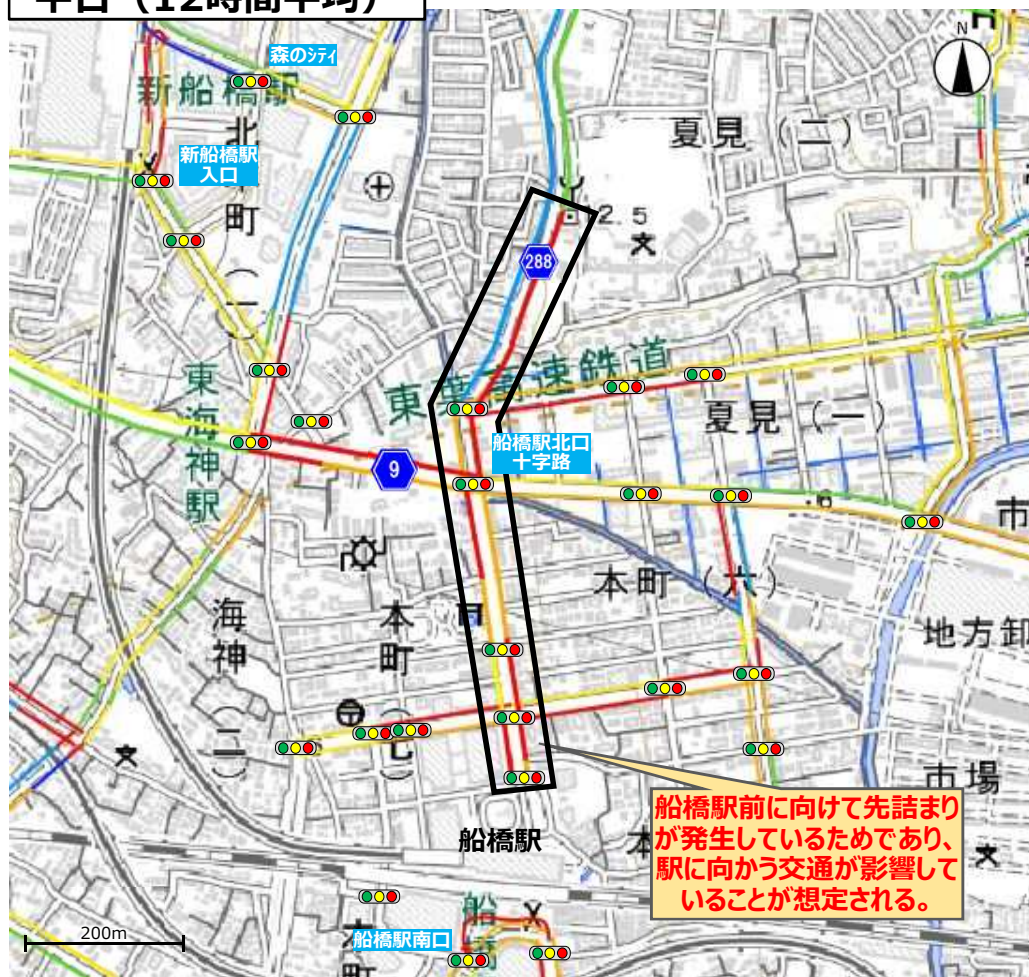 平日（12時間平均）
N
森のシティ
新船橋駅
北本町（一）
新船橋駅
入口
夏見（二）
12.5
288
東葉高速鉄道
東海神駅
夏見（一）
船橋駅北口
十字路
9
市
本町（六）
海神（二）
本町（七）
地方卸
市場
船橋駅前に向けて先詰まり
が発生しているためであり、
駅に向かう交通が影響して
いることが想定される。
船橋駅
本
200m
船橋駅南口
船